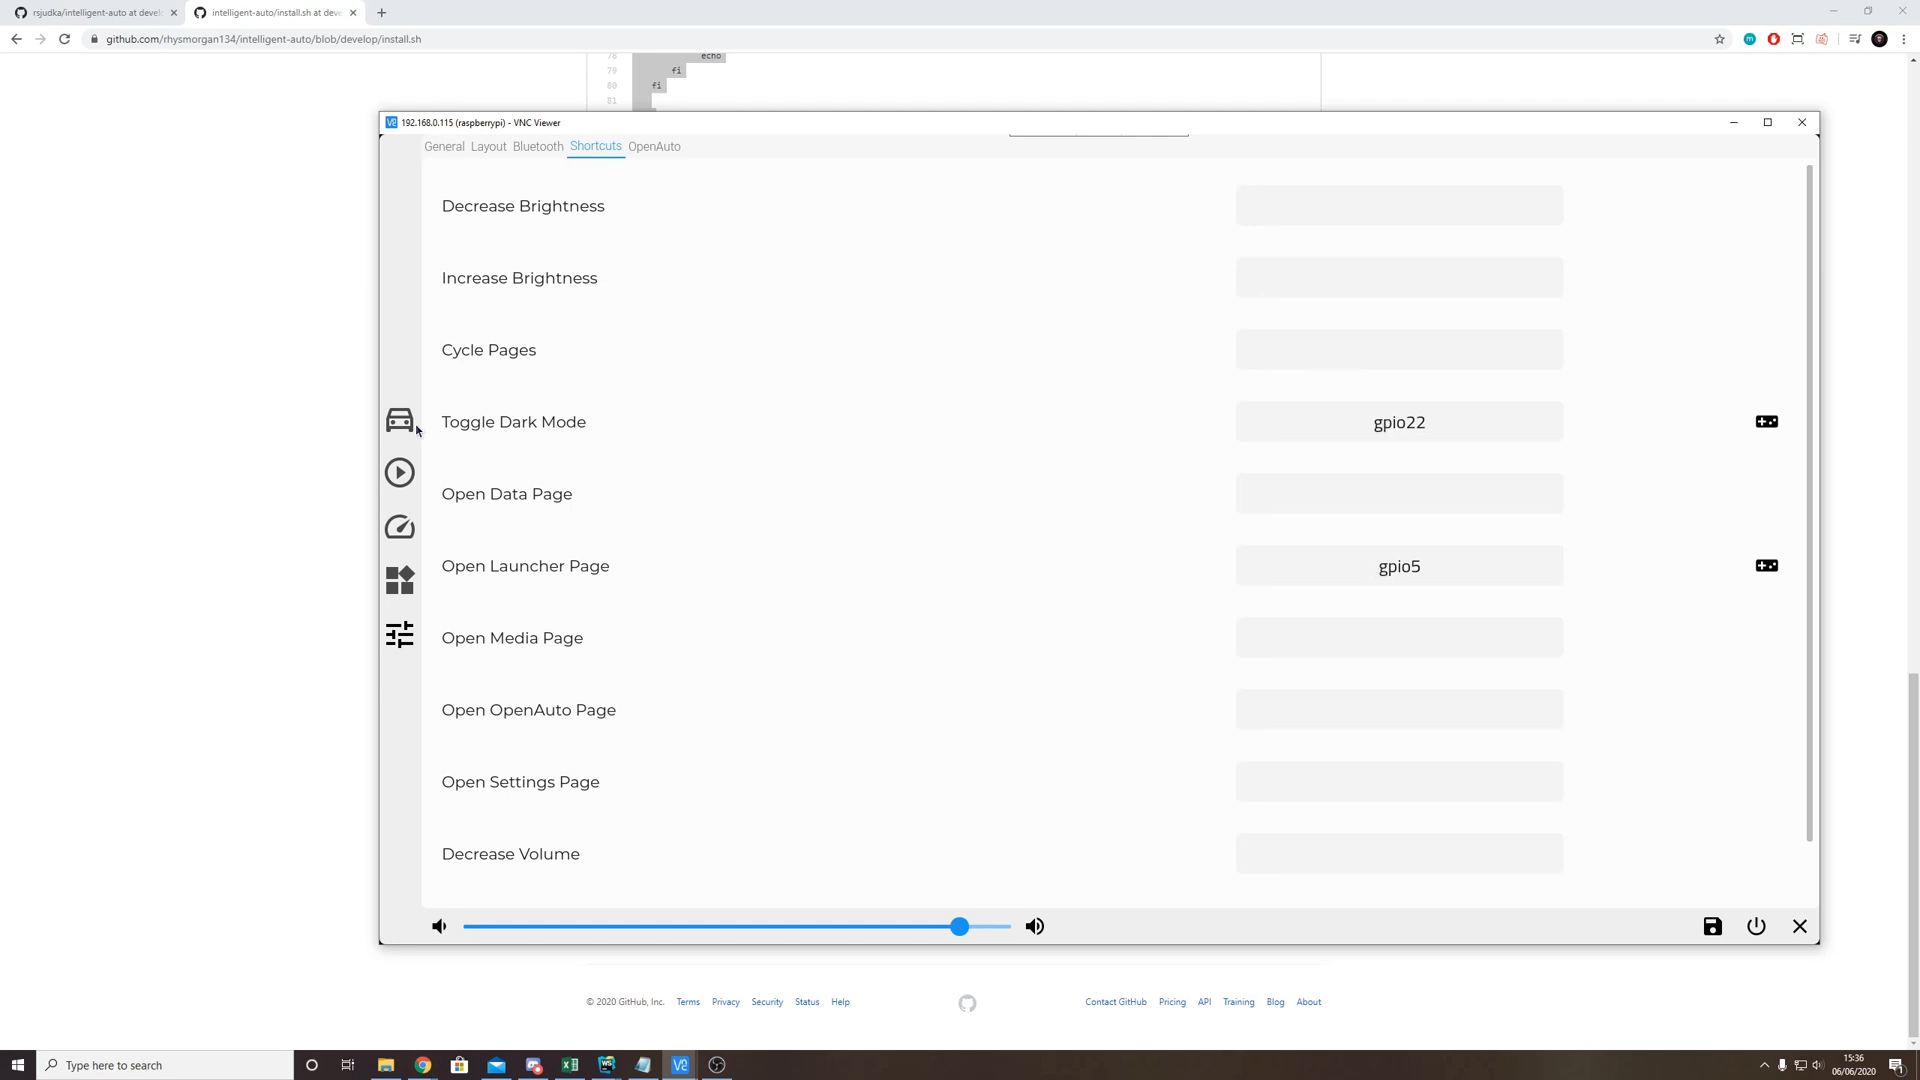 rsjudka/intelligent-auto at devel
intelligent-auto/install.sh at deve
github.com/rhysmorgan134/intelligent-auto/blob/develop/install.sh
78 echo
79 fi
80 fi
81
192.168.0.115 (raspberrypi) - VNC Viewer
General Layout Bluetooth Shortcuts OpenAuto
Decrease Brightness
Increase Brightness
Cycle Pages
Toggle Dark Mode gpio22
Open Data Page
Open Launcher Page gpio5
Open Media Page
Open OpenAuto Page
Open Settings Page
Decrease Volume
© 2020 GitHub, Inc. Terms Privacy Security Status Help Contact GitHub Pricing API Training Blog About
Type here to search
15:36
06/06/2020